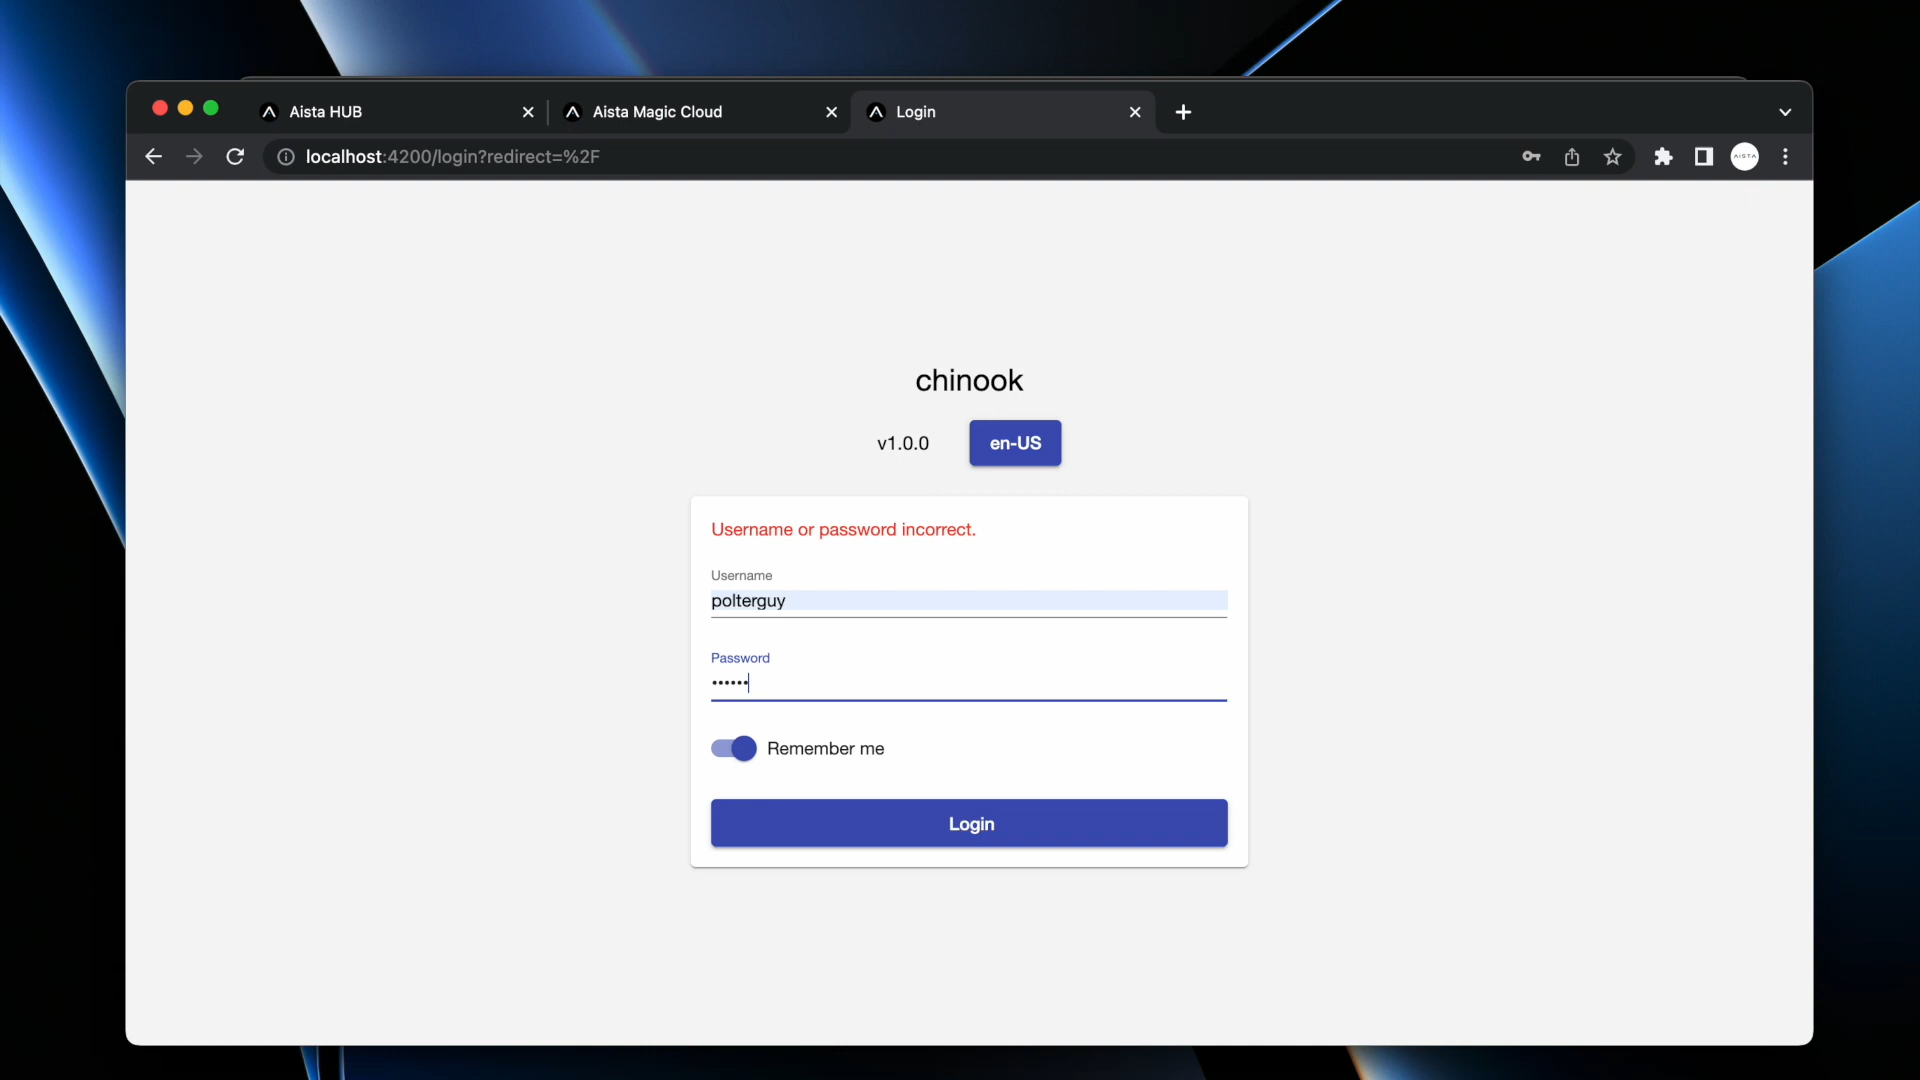 Aista HUB
Aista Magic Cloud
Login
localhost:4200/login?redirect=%2F
AISTA
chinook
v1.0.0
en-US
Username or password incorrect.
Username
polterguy
Password
••••••
Remember me
Login